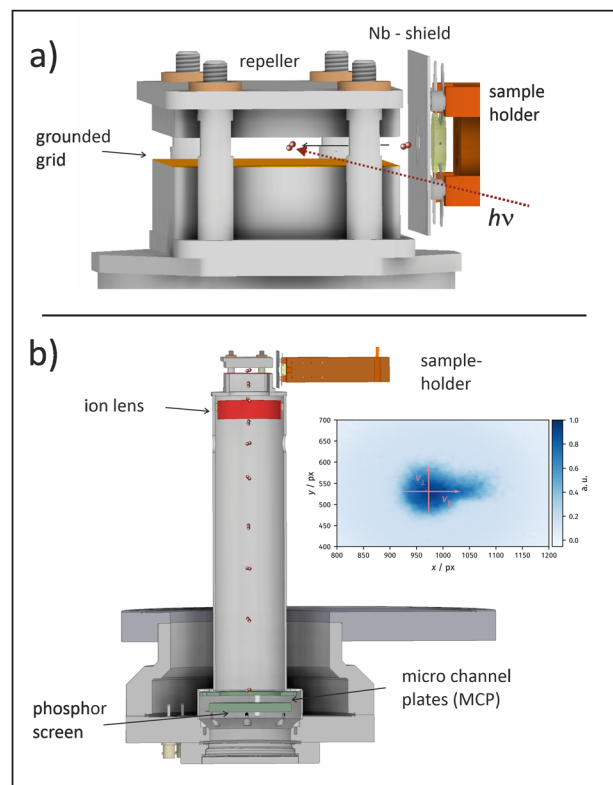 a)
Nb - shield
repeller
sample
holder
grounded
grid
hν
b)
sample-
holder
ion lens
700
650
600
550
500
450
400
y / px
v⊥
v∥
800
850
900
950
1000
1050
1100
1150
1200
x / px
1.0
0.8
0.6
0.4
0.2
0.0
a.u.
micro channel
plates (MCP)
phosphor
screen